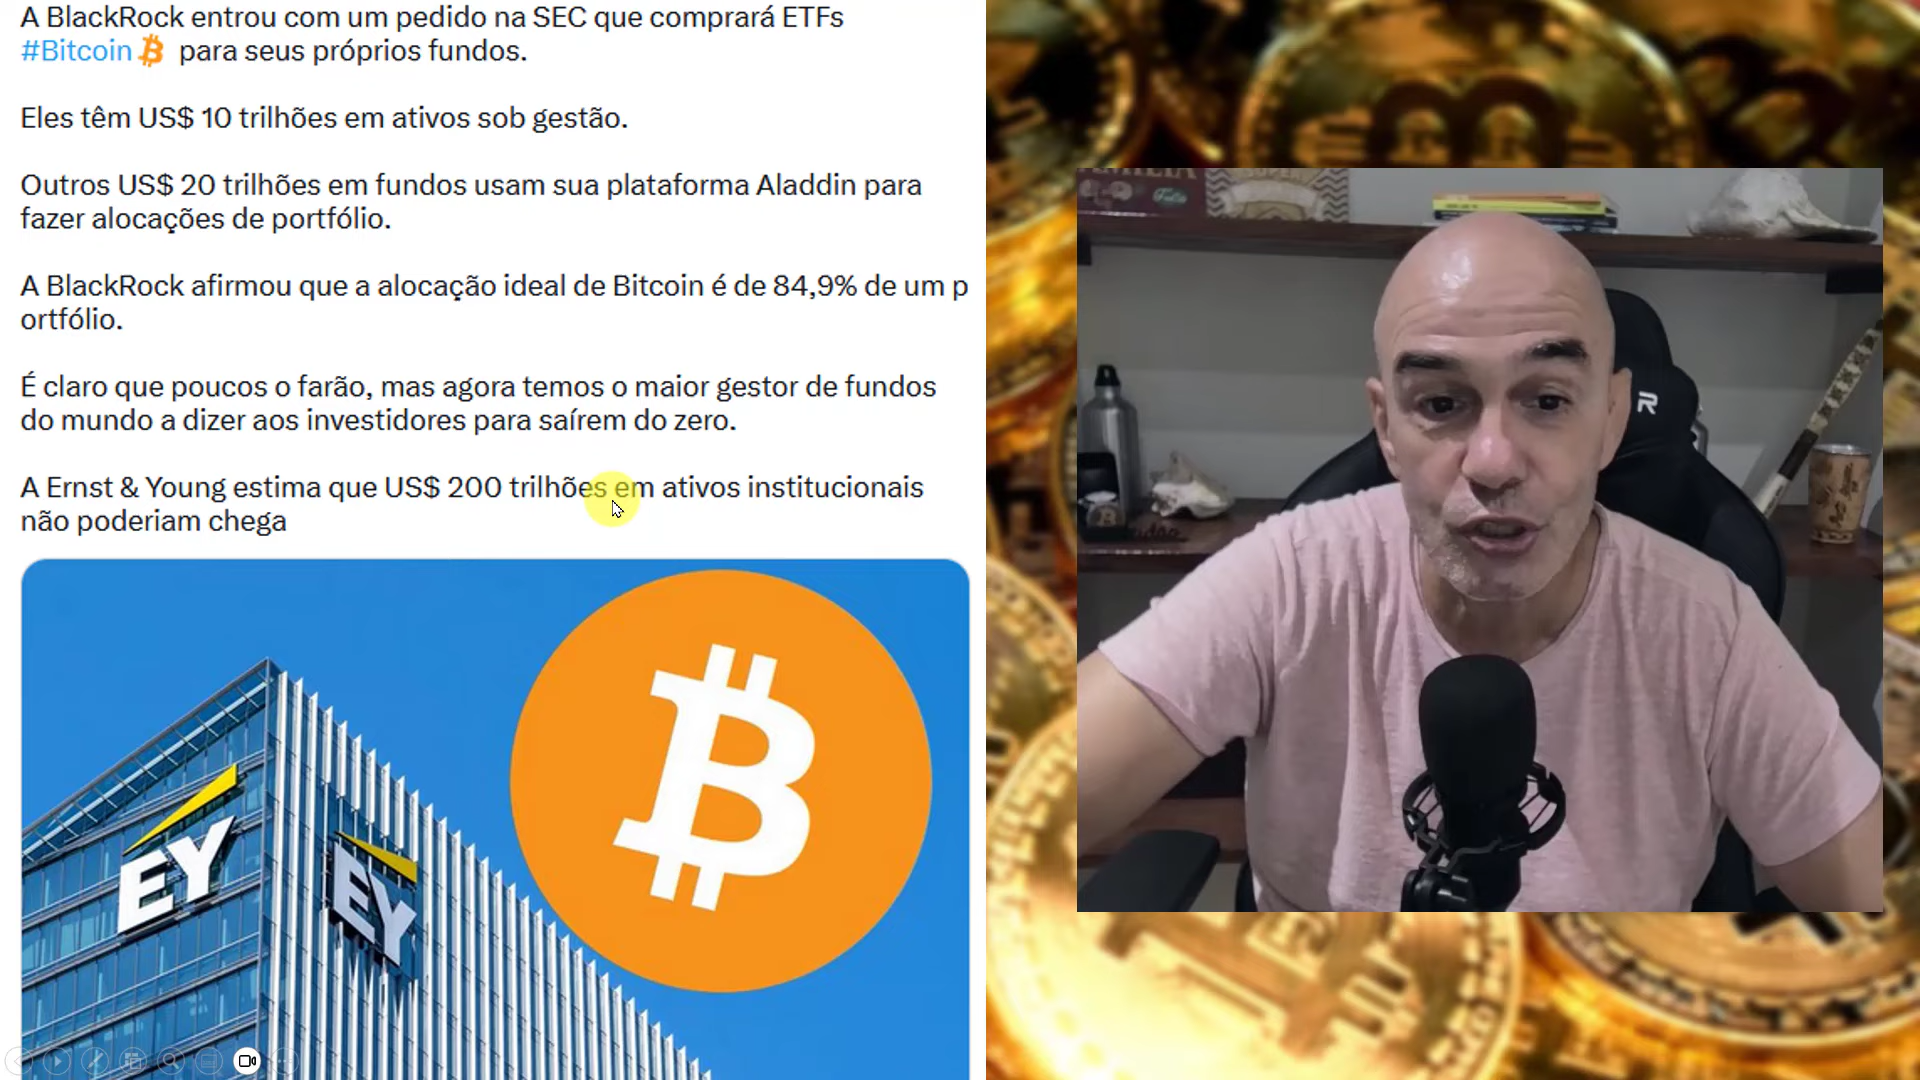 A BlackRock entrou com um pedido na SEC que comprará ETFs
#Bitcoin para seus próprios fundos.
Eles têm US$ 10 trilhões em ativos sob gestão.
Outros US$ 20 trilhões em fundos usam sua plataforma Aladdin para
fazer alocações de portfólio.
A BlackRock afirmou que a alocação ideal de Bitcoin é de 84,9% de um p
ortfólio.
É claro que poucos o farão, mas agora temos o maior gestor de fundos
do mundo a dizer aos investidores para saírem do zero.
A Ernst & Young estima que US$ 200 trilhões em ativos institucionais
não poderiam chega
EY
EY
R